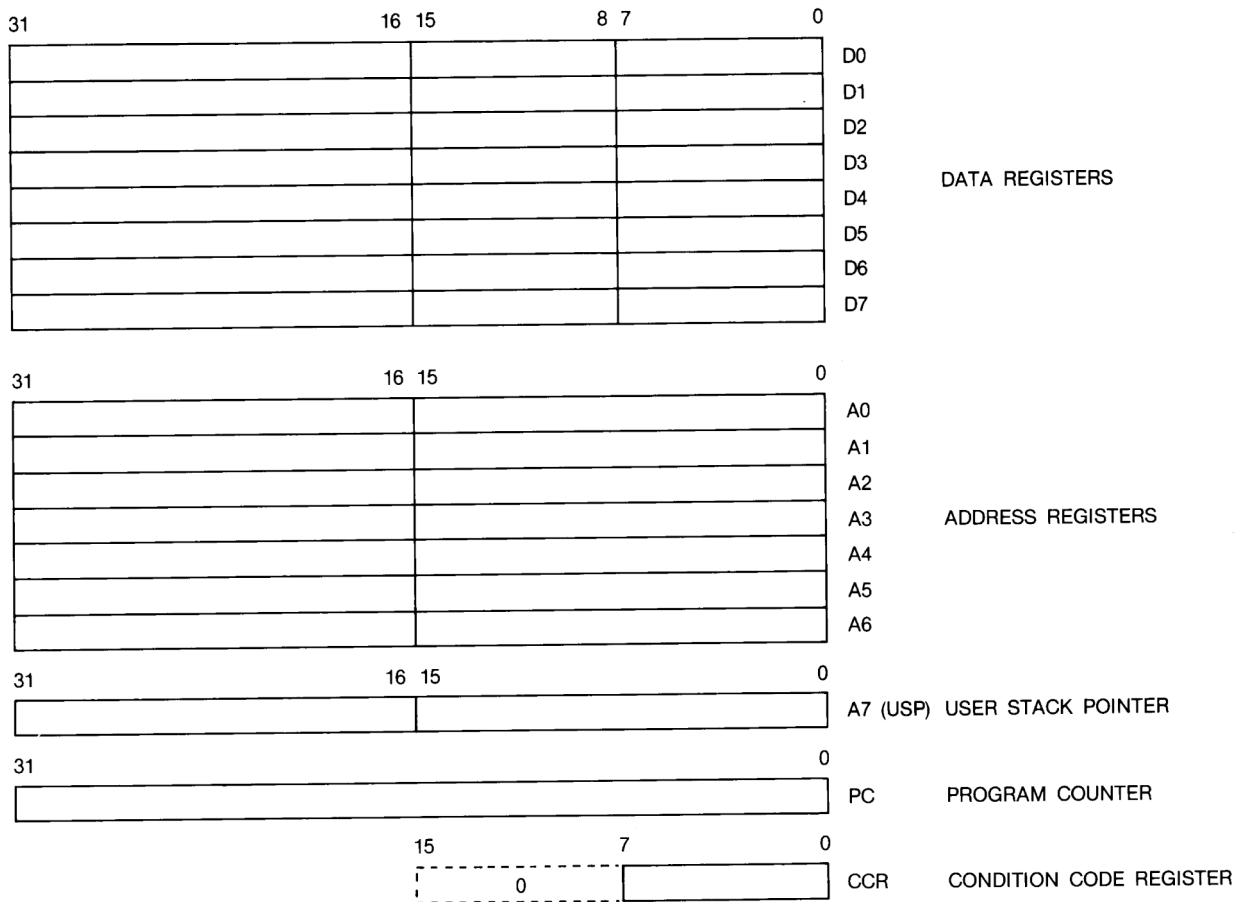 31 16 15 8 7 0
D0
D1
D2
D3
DATA REGISTERS
D4
D5
D6
D7
31 16 15 0
A0
A1
A2
A3 ADDRESS REGISTERS
A4
A5
A6
31 16 15 0
A7 (USP) USER STACK POINTER
31 0
PC PROGRAM COUNTER
15 7 0
0 CCR CONDITION CODE REGISTER